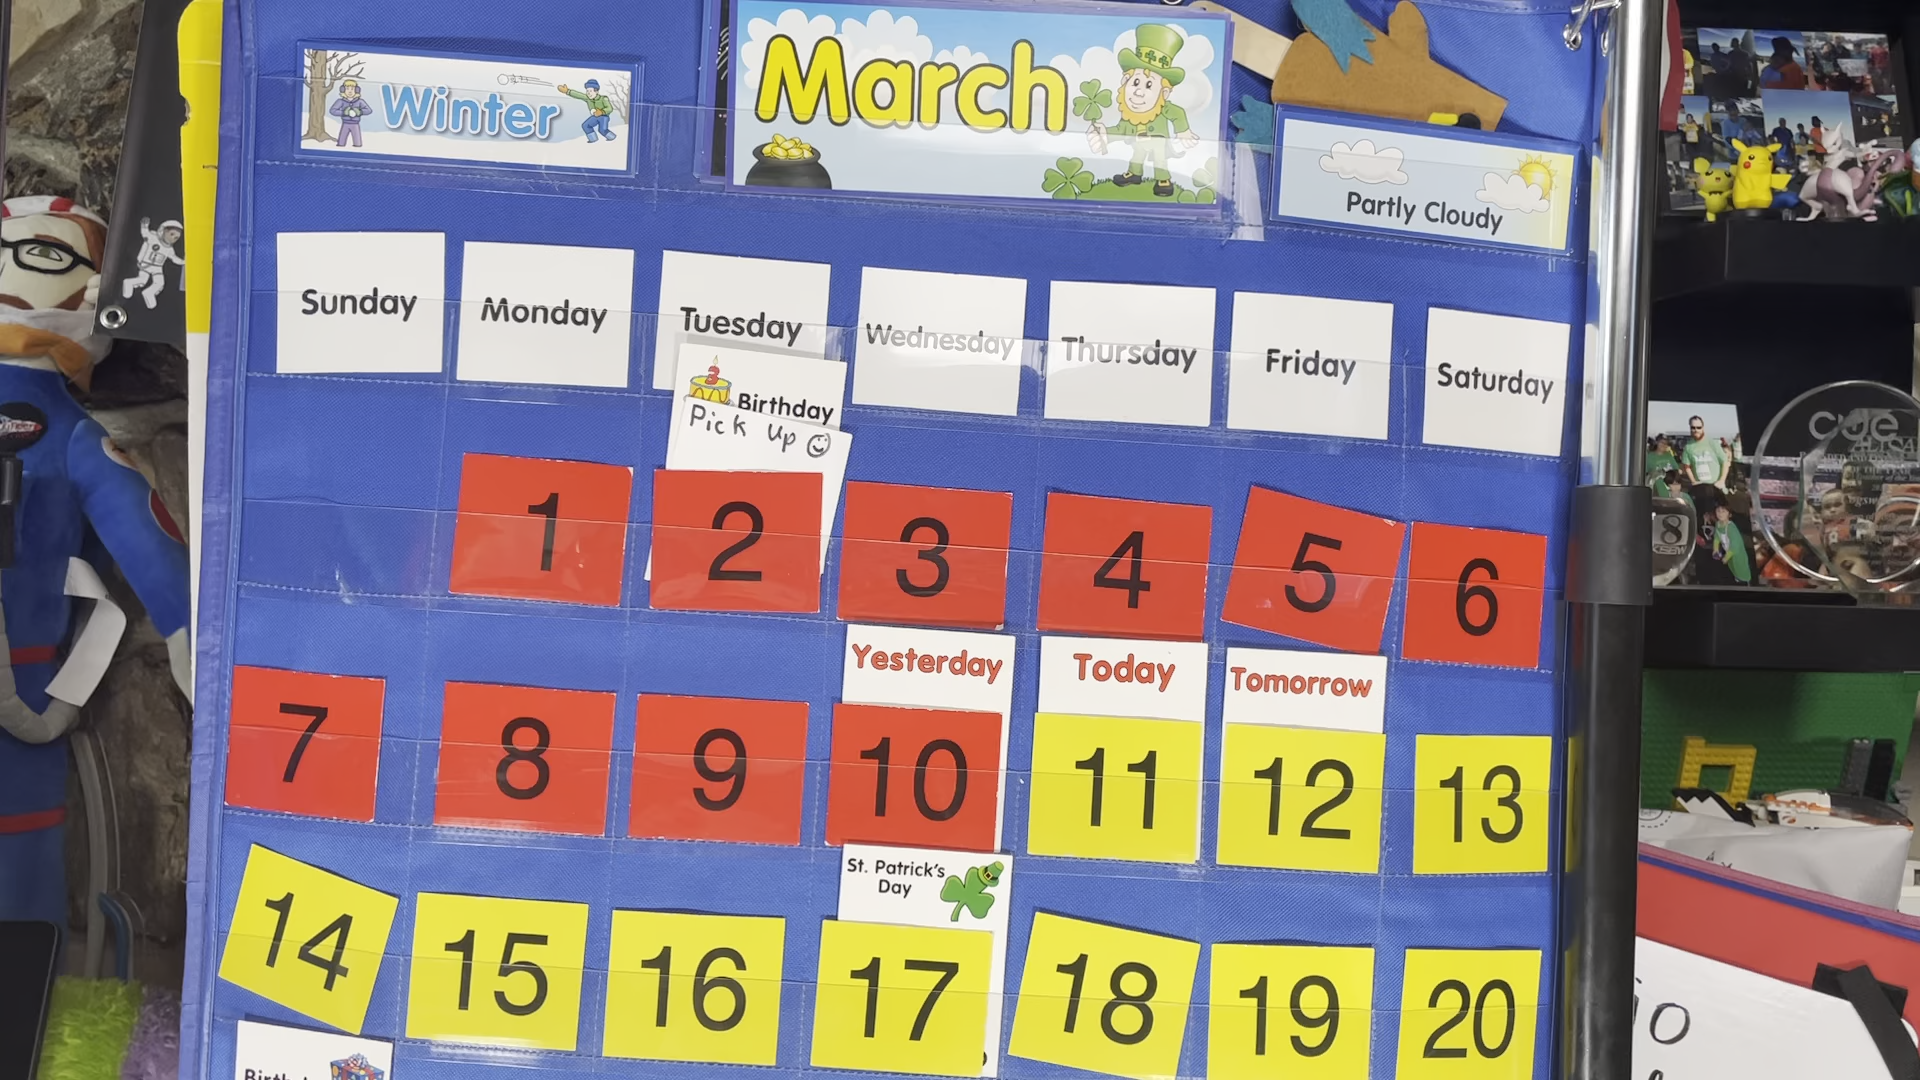 Winter
March
Partly Cloudy
Sunday Monday Tuesday Wednesday Thursday Friday Saturday
Birthday
Pick up
1 2 3 4 5 6
Yesterday Today Tomorrow
7 8 9 10 11 12 13
St. Patrick's
Day
14 15 16 17 18 19 20
cue
8